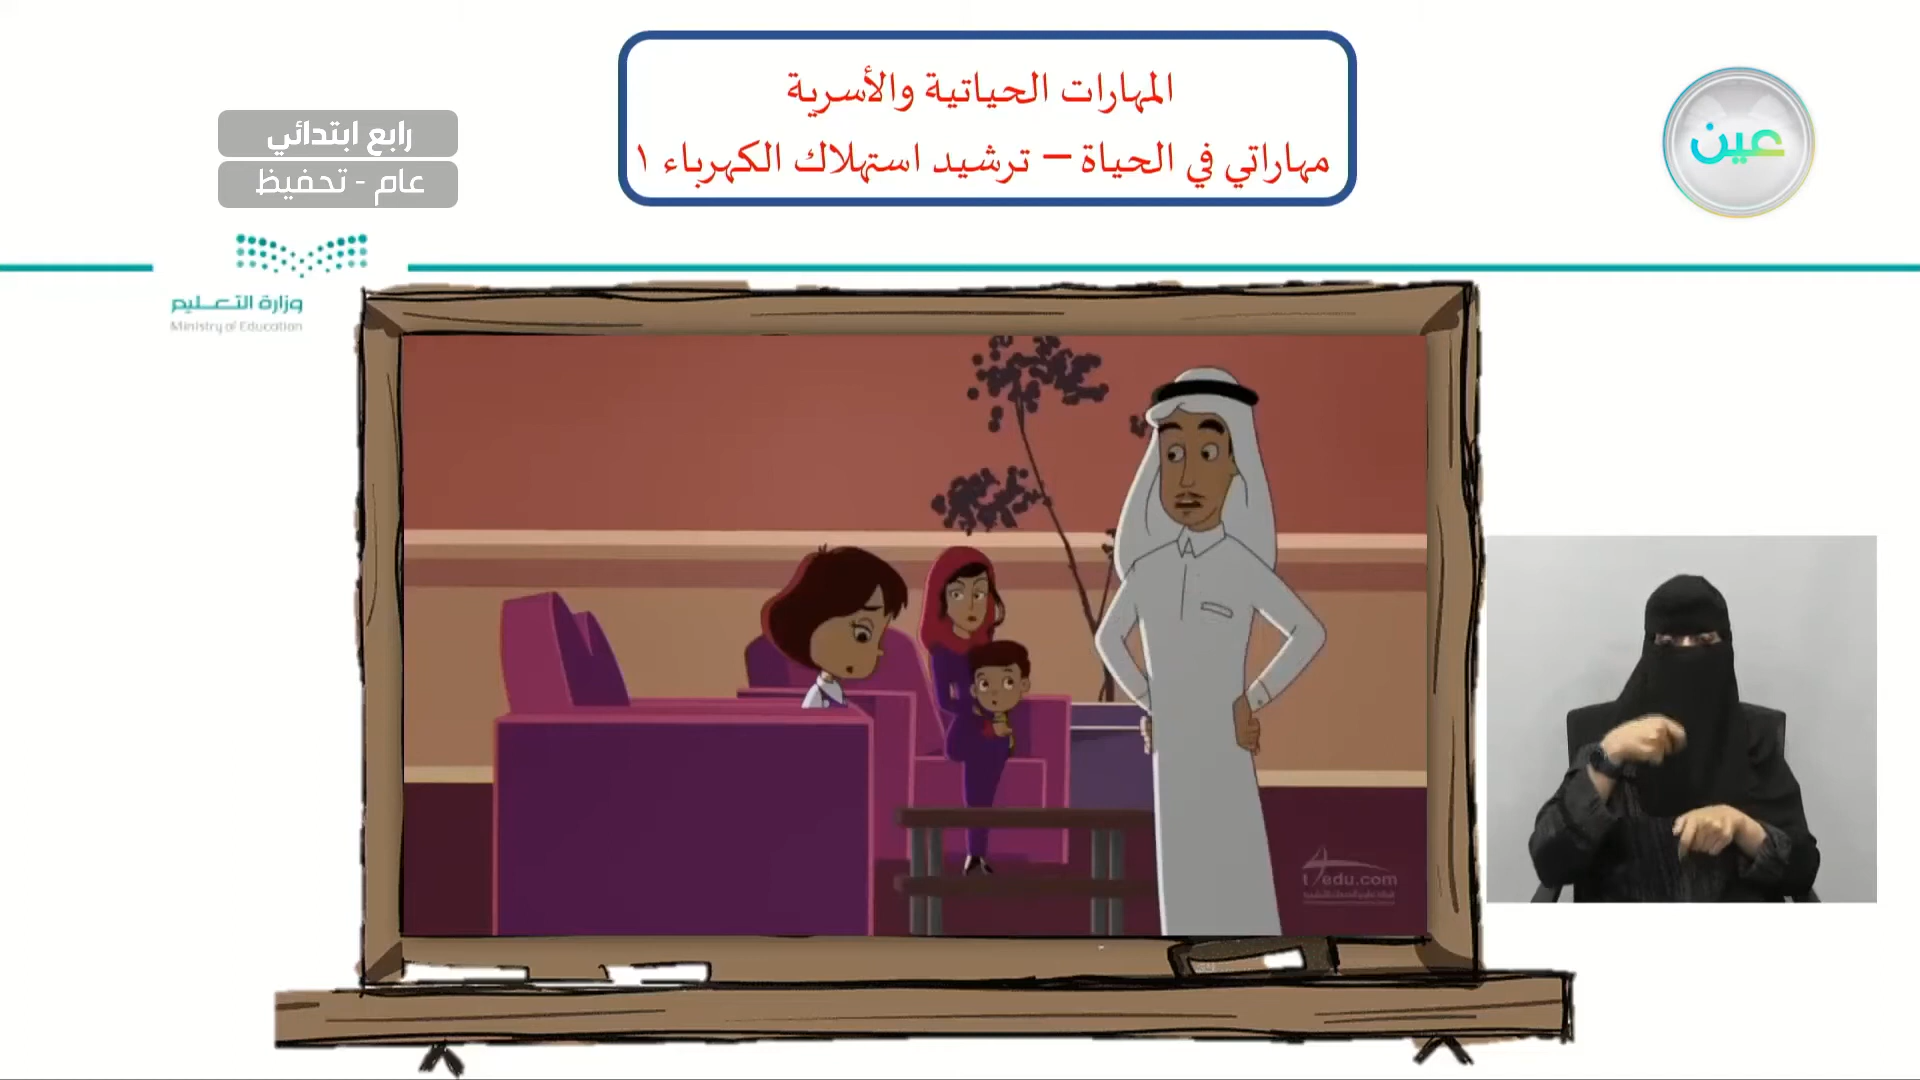 المهارات الحياتية والأسرية
مهاراتي في الحياة – ترشيد استهلاك الكهرباء ١
رابع ابتدائي
عام - تحفيظ
عين
وزارة التعليم
Ministry of Education
t4edu.com